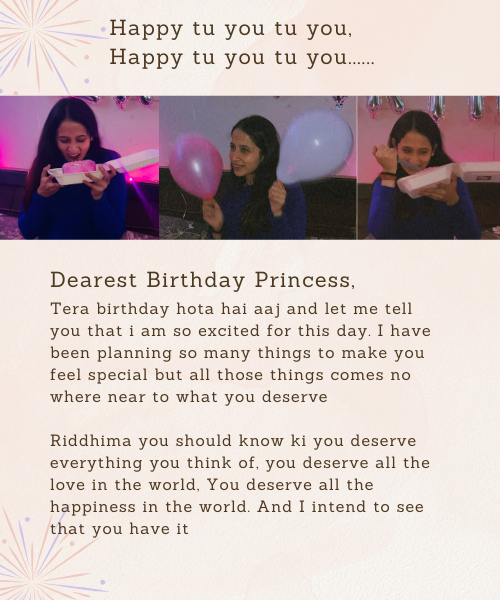 Happy tu you tu you,
Happy tu you tu you......
Dearest Birthday Princess,
Tera birthday hota hai aaj and let me tell
you that i am so excited for this day. I have
been planning so many things to make you
feel special but all those things comes no
where near to what you deserve
Riddhima you should know ki you deserve
everything you think of, you deserve all the
love in the world, You deserve all the
happiness in the world. And I intend to see
that you have it